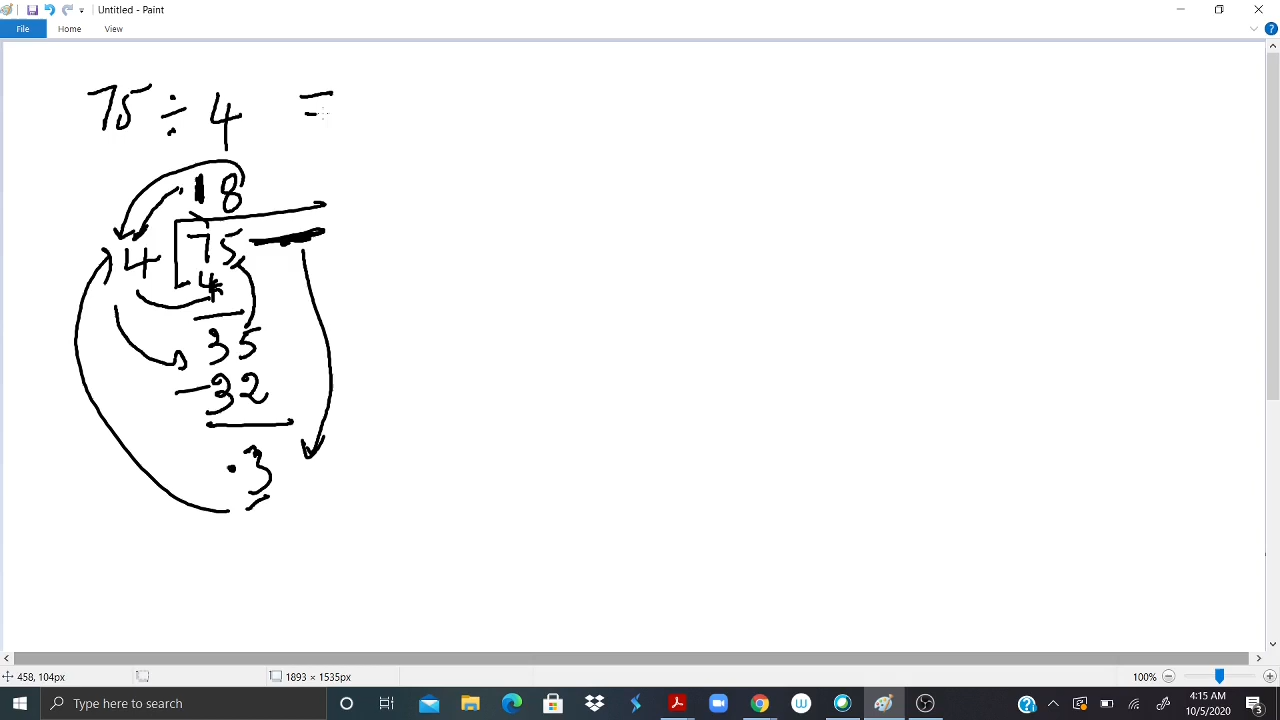 Untitled - Paint
File Home View
75 ÷ 4 =
18
4 75
4
35
-32
3
458, 104px 1893 × 1535px 100%
Type here to search
4:15 AM
10/5/2020